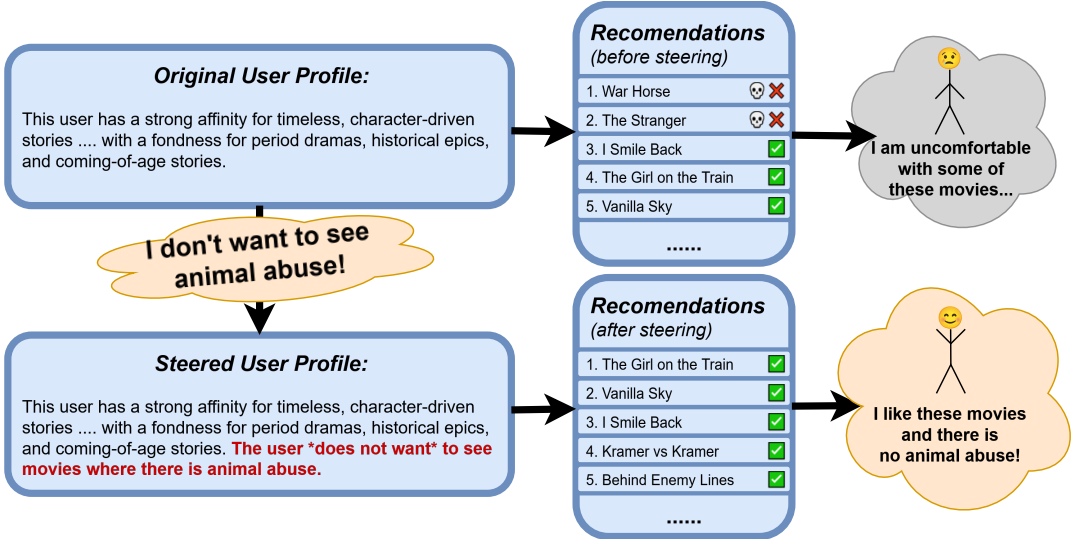 Original User Profile:
This user has a strong affinity for timeless, character-driven
stories .... with a fondness for period dramas, historical epics,
and coming-of-age stories.
I don't want to see
animal abuse!
Steered User Profile:
This user has a strong affinity for timeless, character-driven
stories .... with a fondness for period dramas, historical epics,
and coming-of-age stories. The user *does not want* to see
movies where there is animal abuse.
Recomendations
(before steering)
1. War Horse
2. The Stranger
3. I Smile Back
4. The Girl on the Train
5. Vanilla Sky
......
I am uncomfortable
with some of
these movies...
Recomendations
(after steering)
1. The Girl on the Train
2. Vanilla Sky
3. I Smile Back
4. Kramer vs Kramer
5. Behind Enemy Lines
......
I like these movies
and there is
no animal abuse!